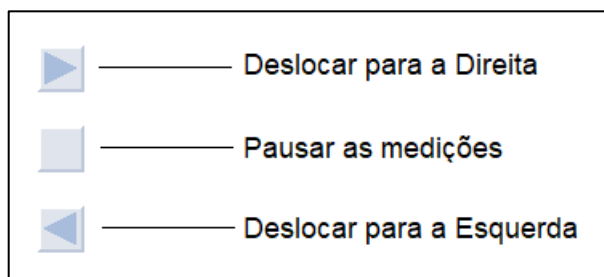 Deslocar para a Direita
Pausar as medições
Deslocar para a Esquerda